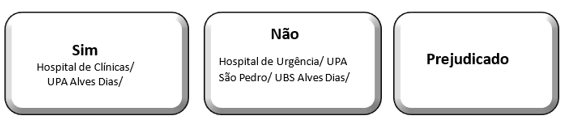 Sim
Hospital de Clínicas/
UPA Alves Dias/
Não
Hospital de Urgência/ UPA
São Pedro/ UBS Alves Dias/
Prejudicado